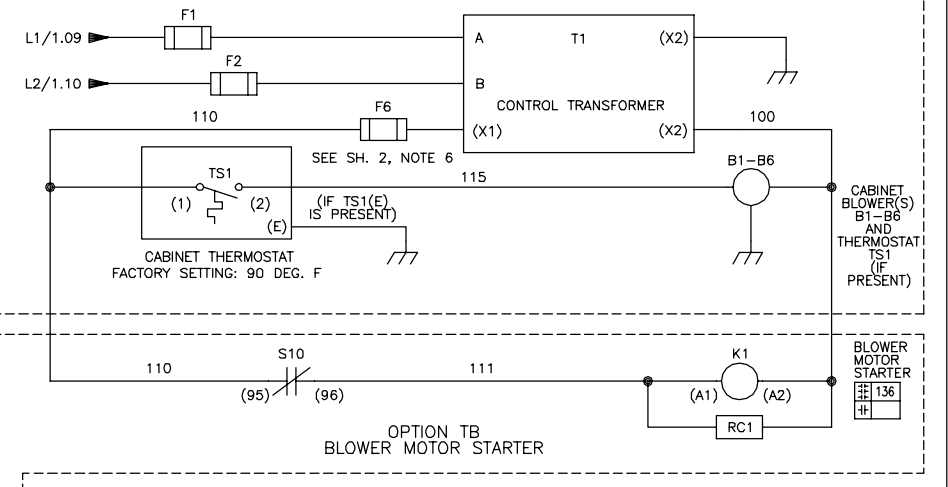 F1
L1/1.09
A
T1
(X2)
F2
L2/1.10
B
F6
CONTROL TRANSFORMER
110
(X1)
(X2)
100
SEE SH. 2, NOTE 6
B1-B6
TS1
115
(1)
(2)
(IF TS1(E)
IS PRESENT)
(E)
CABINET
BLOWER(S)
B1-B6
AND
THERMOSTAT
TS1
(IF
PRESENT)
CABINET THERMOSTAT
FACTORY SETTING: 90 DEG. F
S10
K1
BLOWER
MOTOR
STARTER
110
111
(95)
(96)
(A1)
(A2)
136
RC1
OPTION TB
BLOWER MOTOR STARTER